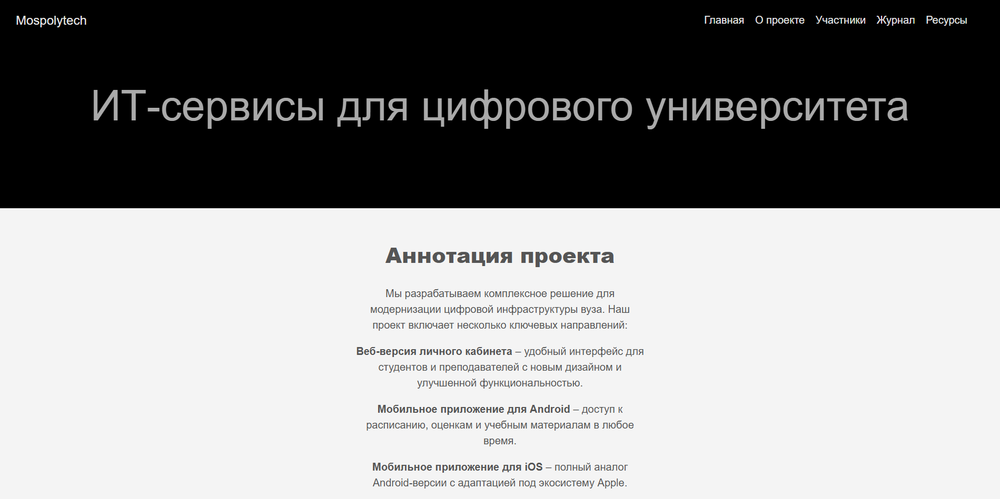 Mospolytech
Главная О проекте Участники Журнал Ресурсы
ИТ-сервисы для цифрового университета
Аннотация проекта
Мы разрабатываем комплексное решение для
модернизации цифровой инфраструктуры вуза. Наш
проект включает несколько ключевых направлений:
Веб-версия личного кабинета – удобный интерфейс для
студентов и преподавателей с новым дизайном и
улучшенной функциональностью.
Мобильное приложение для Android – доступ к
расписанию, оценкам и учебным материалам в любое
время.
Мобильное приложение для iOS – полный аналог
Android-версии с адаптацией под экосистему Apple.